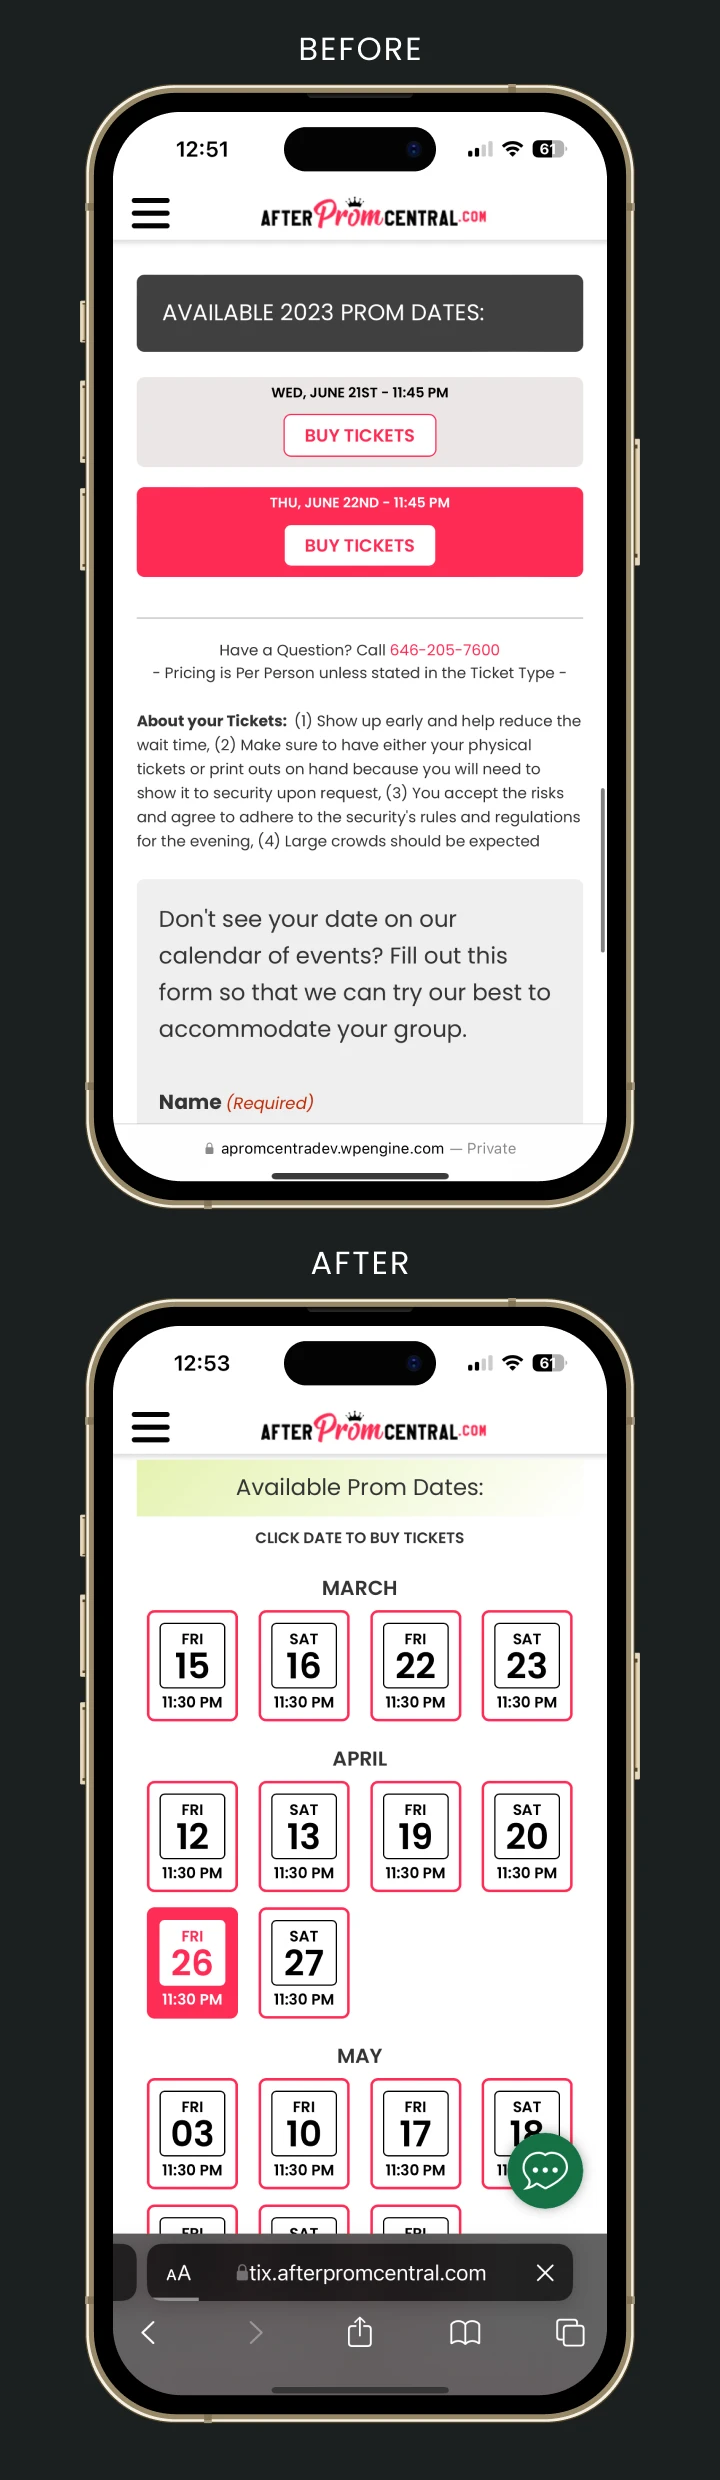 BEFORE
12:51
61
AFTER Prom CENTRAL.COM
AVAILABLE 2023 PROM DATES:
WED, JUNE 21ST - 11:45 PM
BUY TICKETS
THU, JUNE 22ND - 11:45 PM
BUY TICKETS
Have a Question? Call 646-205-7600
- Pricing is Per Person unless stated in the Ticket Type -
About your Tickets: (1) Show up early and help reduce the
wait time, (2) Make sure to have either your physical
tickets or print outs on hand because you will need to
show it to security upon request, (3) You accept the risks
and agree to adhere to the security's rules and regulations
for the evening, (4) Large crowds should be expected
Don't see your date on our
calendar of events? Fill out this
form so that we can try our best to
accommodate your group.
Name (Required)
apromcentradev.wpengine.com — Private
AFTER
12:53
61
AFTER Prom CENTRAL.COM
Available Prom Dates:
CLICK DATE TO BUY TICKETS
MARCH
FRI SAT FRI SAT
15 16 22 23
11:30 PM 11:30 PM 11:30 PM 11:30 PM
APRIL
FRI SAT FRI SAT
12 13 19 20
11:30 PM 11:30 PM 11:30 PM 11:30 PM
FRI SAT
26 27
11:30 PM 11:30 PM
MAY
FRI FRI FRI SAT
03 10 17 18
11:30 PM 11:30 PM 11:30 PM 11
FRI SAT FRI
AA tix.afterpromcentral.com